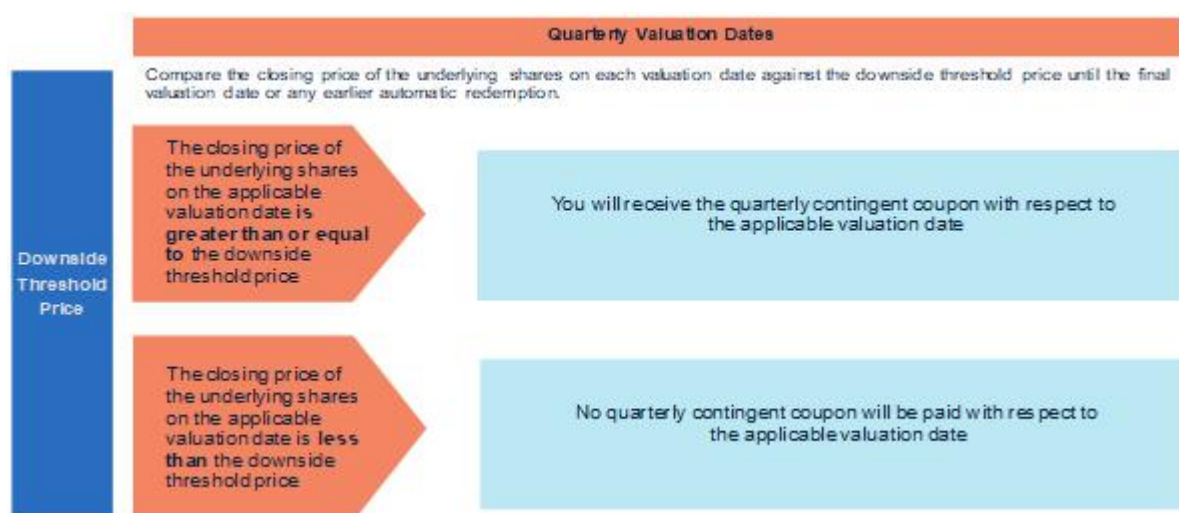 Quarterly Valuation Dates
Compare the closing price of the underlying shares on each valuation date against the downside threshold price until the final
valuation date or any earlier automatic redemption.
Downside
Threshold
Price
The closing price of
the underlying shares
on the applicable
valuation date is
greater than or equal
to the downside
threshold price
You will receive the quarterly contingent coupon with respect to
the applicable valuation date
The closing price of
the underlying shares
on the applicable
valuation date is less
than the downside
threshold price
No quarterly contingent coupon will be paid with respect to
the applicable valuation date